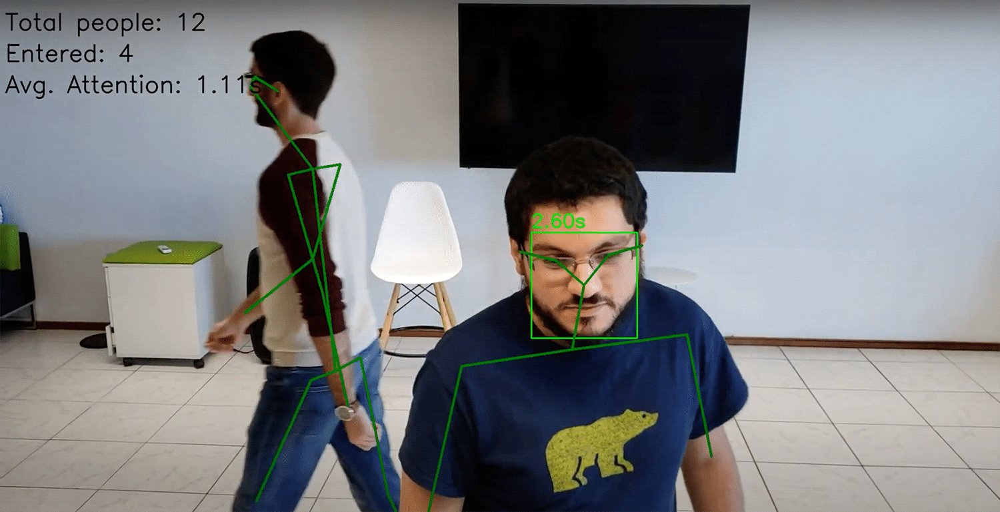 Total people: 12
Entered: 4
Avg. Attention: 1.11s
2.60s